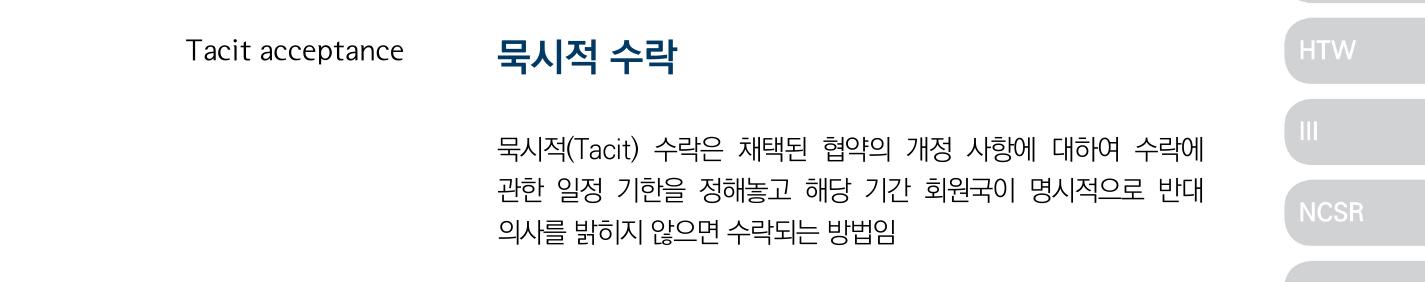 Tacit acceptance
묵시적 수락
묵시적(Tacit) 수락은 채택된 협약의 개정 사항에 대하여 수락에
관한 일정 기한을 정해놓고 해당 기간 회원국이 명시적으로 반대
의사를 밝히지 않으면 수락되는 방법임
HTW
III
NCSR